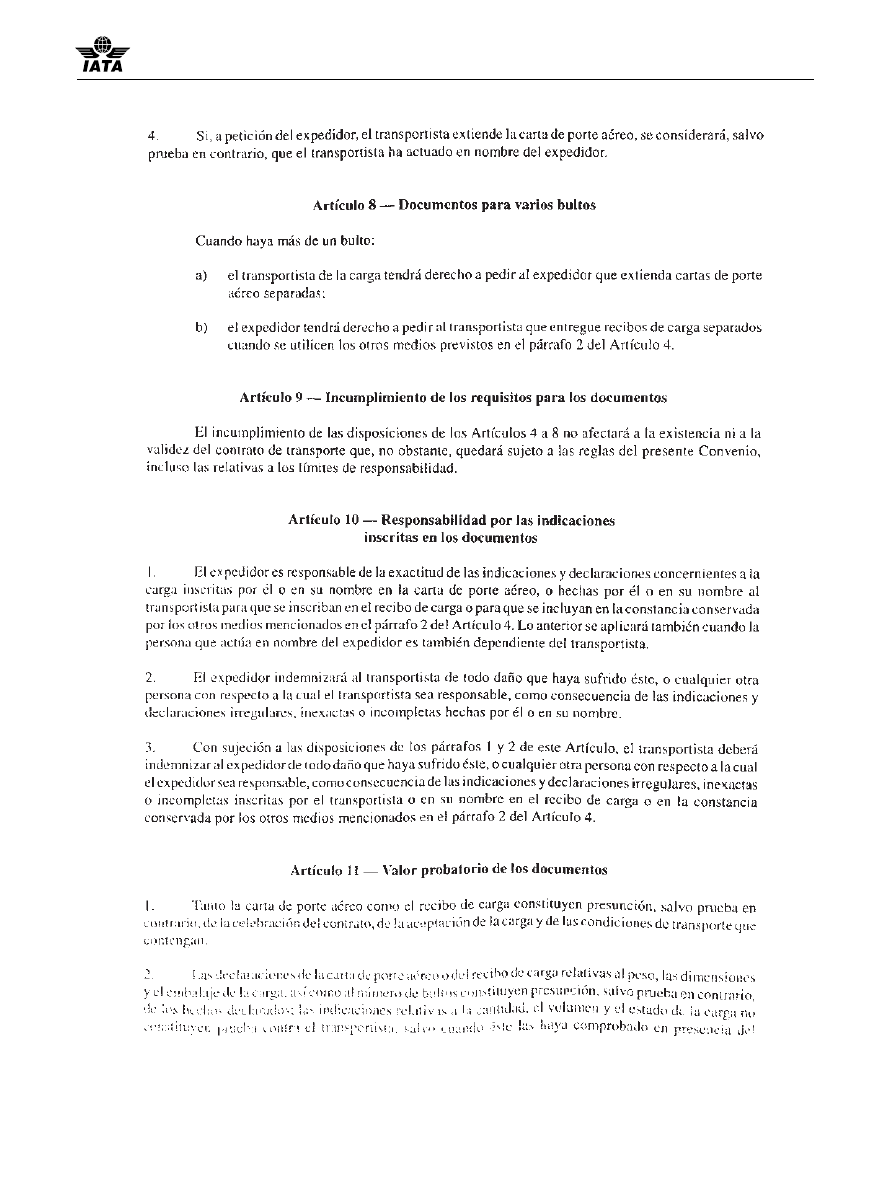 IATA
4. Si, a petición del expedidor, el transportista extiende la carta de porte aéreo, se considerará, salvo
prueba en contrario, que el transportista ha actuado en nombre del expedidor.
Artículo 8 — Documentos para varios bultos
Cuando haya más de un bulto:
a) el transportista de la carga tendrá derecho a pedir al expedidor que extienda cartas de porte
aéreo separadas;
b) el expedidor tendrá derecho a pedir al transportista que entregue recibos de carga separados
cuando se utilicen los otros medios previstos en el párrafo 2 del Artículo 4.
Artículo 9 — Incumplimiento de los requisitos para los documentos
El incumplimiento de las disposiciones de los Artículos 4 a 8 no afectará a la existencia ni a la
validez del contrato de transporte que, no obstante, quedará sujeto a las reglas del presente Convenio,
incluso las relativas a los límites de responsabilidad.
Artículo 10 — Responsabilidad por las indicaciones
inscritas en los documentos
1. El expedidor es responsable de la exactitud de las indicaciones y declaraciones concernientes a la
carga inscritas por él o en su nombre en la carta de porte aéreo, o hechas por él o en su nombre al
transportista para que se inscriban en el recibo de carga o para que se incluyan en la constancia conservada
por los otros medios mencionados en el párrafo 2 del Artículo 4. Lo anterior se aplicará también cuando la
persona que actúa en nombre del expedidor es también dependiente del transportista.
2. El expedidor indemnizará al transportista de todo daño que haya sufrido éste, o cualquier otra
persona con respecto a la cual el transportista sea responsable, como consecuencia de las indicaciones y
declaraciones irregulares, inexactas o incompletas hechas por él o en su nombre.
3. Con sujeción a las disposiciones de los párrafos 1 y 2 de este Artículo, el transportista deberá
indemnizar al expedidor de todo daño que haya sufrido éste, o cualquier otra persona con respecto a la cual
el expedidor sea responsable, como consecuencia de las indicaciones y declaraciones irregulares, inexactas
o incompletas inscritas por el transportista o en su nombre en el recibo de carga o en la constancia
conservada por los otros medios mencionados en el párrafo 2 del Artículo 4.
Artículo 11 — Valor probatorio de los documentos
1. Tanto la carta de porte aéreo como el recibo de carga constituyen presunción, salvo prueba en
contrario, de la celebración del contrato, de la aceptación de la carga y de las condiciones de transporte que
contengan.
2. Las declaraciones de la carta de porte aéreo o del recibo de carga relativas al peso, las dimensiones
y el embalaje de la carga, así como al número de bultos constituyen presunción, salvo prueba en contrario,
de los hechos declarados; las indicaciones relativas a la cantidad, el volumen y el estado de la carga no
constituyen prueba contra el transportista, salvo cuando éste las haya comprobado en presencia del